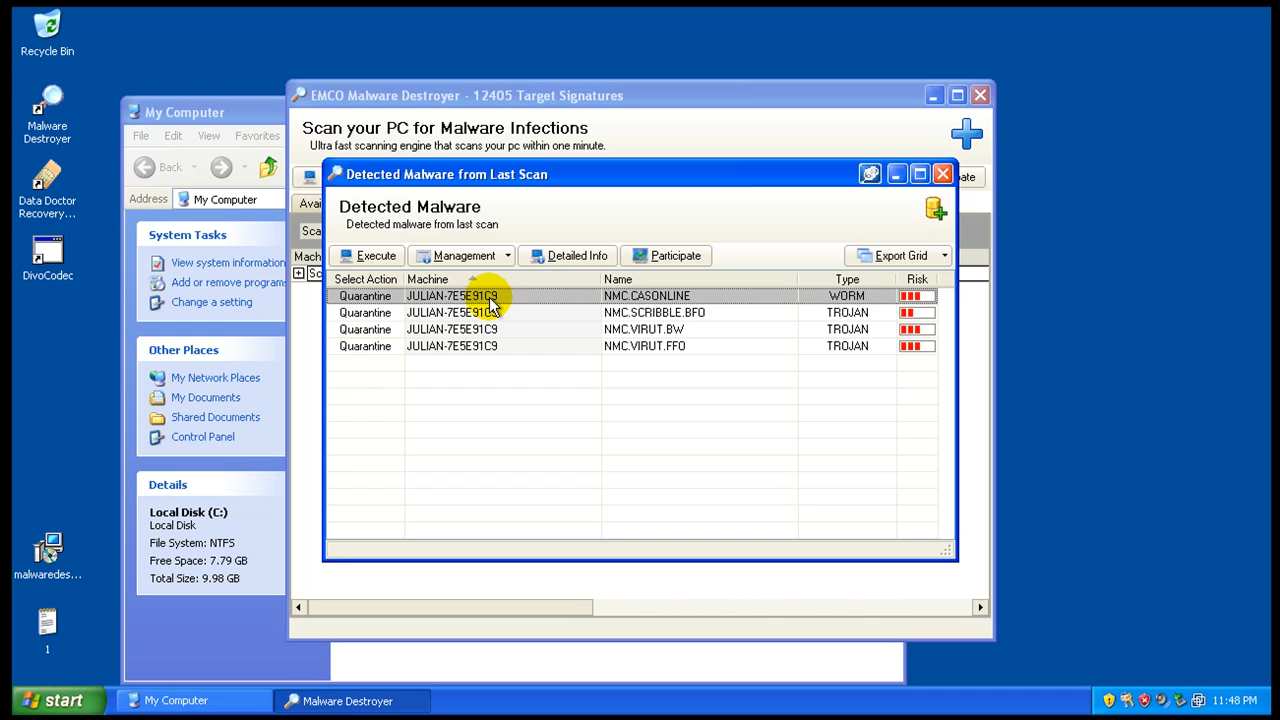 Recycle Bin
Malware Destroyer
Data Doctor Recovery...
DivoCodec
malwaredes...
1
My Computer
File Edit View Favorites
Back
Address My Computer
System Tasks
View system information
Add or remove programs
Change a setting
Other Places
My Network Places
My Documents
Shared Documents
Control Panel
Details
Local Disk (C:)
Local Disk
File System: NTFS
Free Space: 7.79 GB
Total Size: 9.98 GB
EMCO Malware Destroyer - 12405 Target Signatures
Scan your PC for Malware Infections
Ultra fast scanning engine that scans your pc within one minute.
Detected Malware from Last Scan
Detected Malware
Detected malware from last scan
Execute Management Detailed Info Participate Export Grid
Select Action Machine Name Type Risk
Quarantine JULIAN-7E5E91C9 NMC.CASONLINE WORM
Quarantine JULIAN-7E5E91C9 NMC.SCRIBBLE.BFO TROJAN
Quarantine JULIAN-7E5E91C9 NMC.VIRUT.BW TROJAN
Quarantine JULIAN-7E5E91C9 NMC.VIRUT.FFO TROJAN
start My Computer Malware Destroyer 11:48 PM